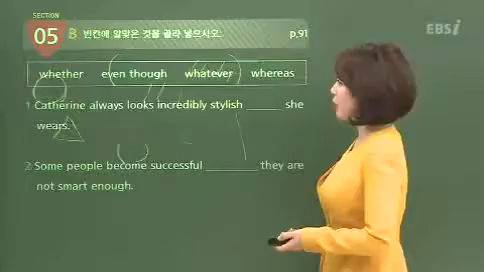 SECTION
05 B 빈칸에 알맞은 것을 골라 넣으시오. p.91
EBSi
whether even though whatever whereas
1 Catherine always looks incredibly stylish ______ she
wears.
2 Some people become successful ________ they are
not smart enough.